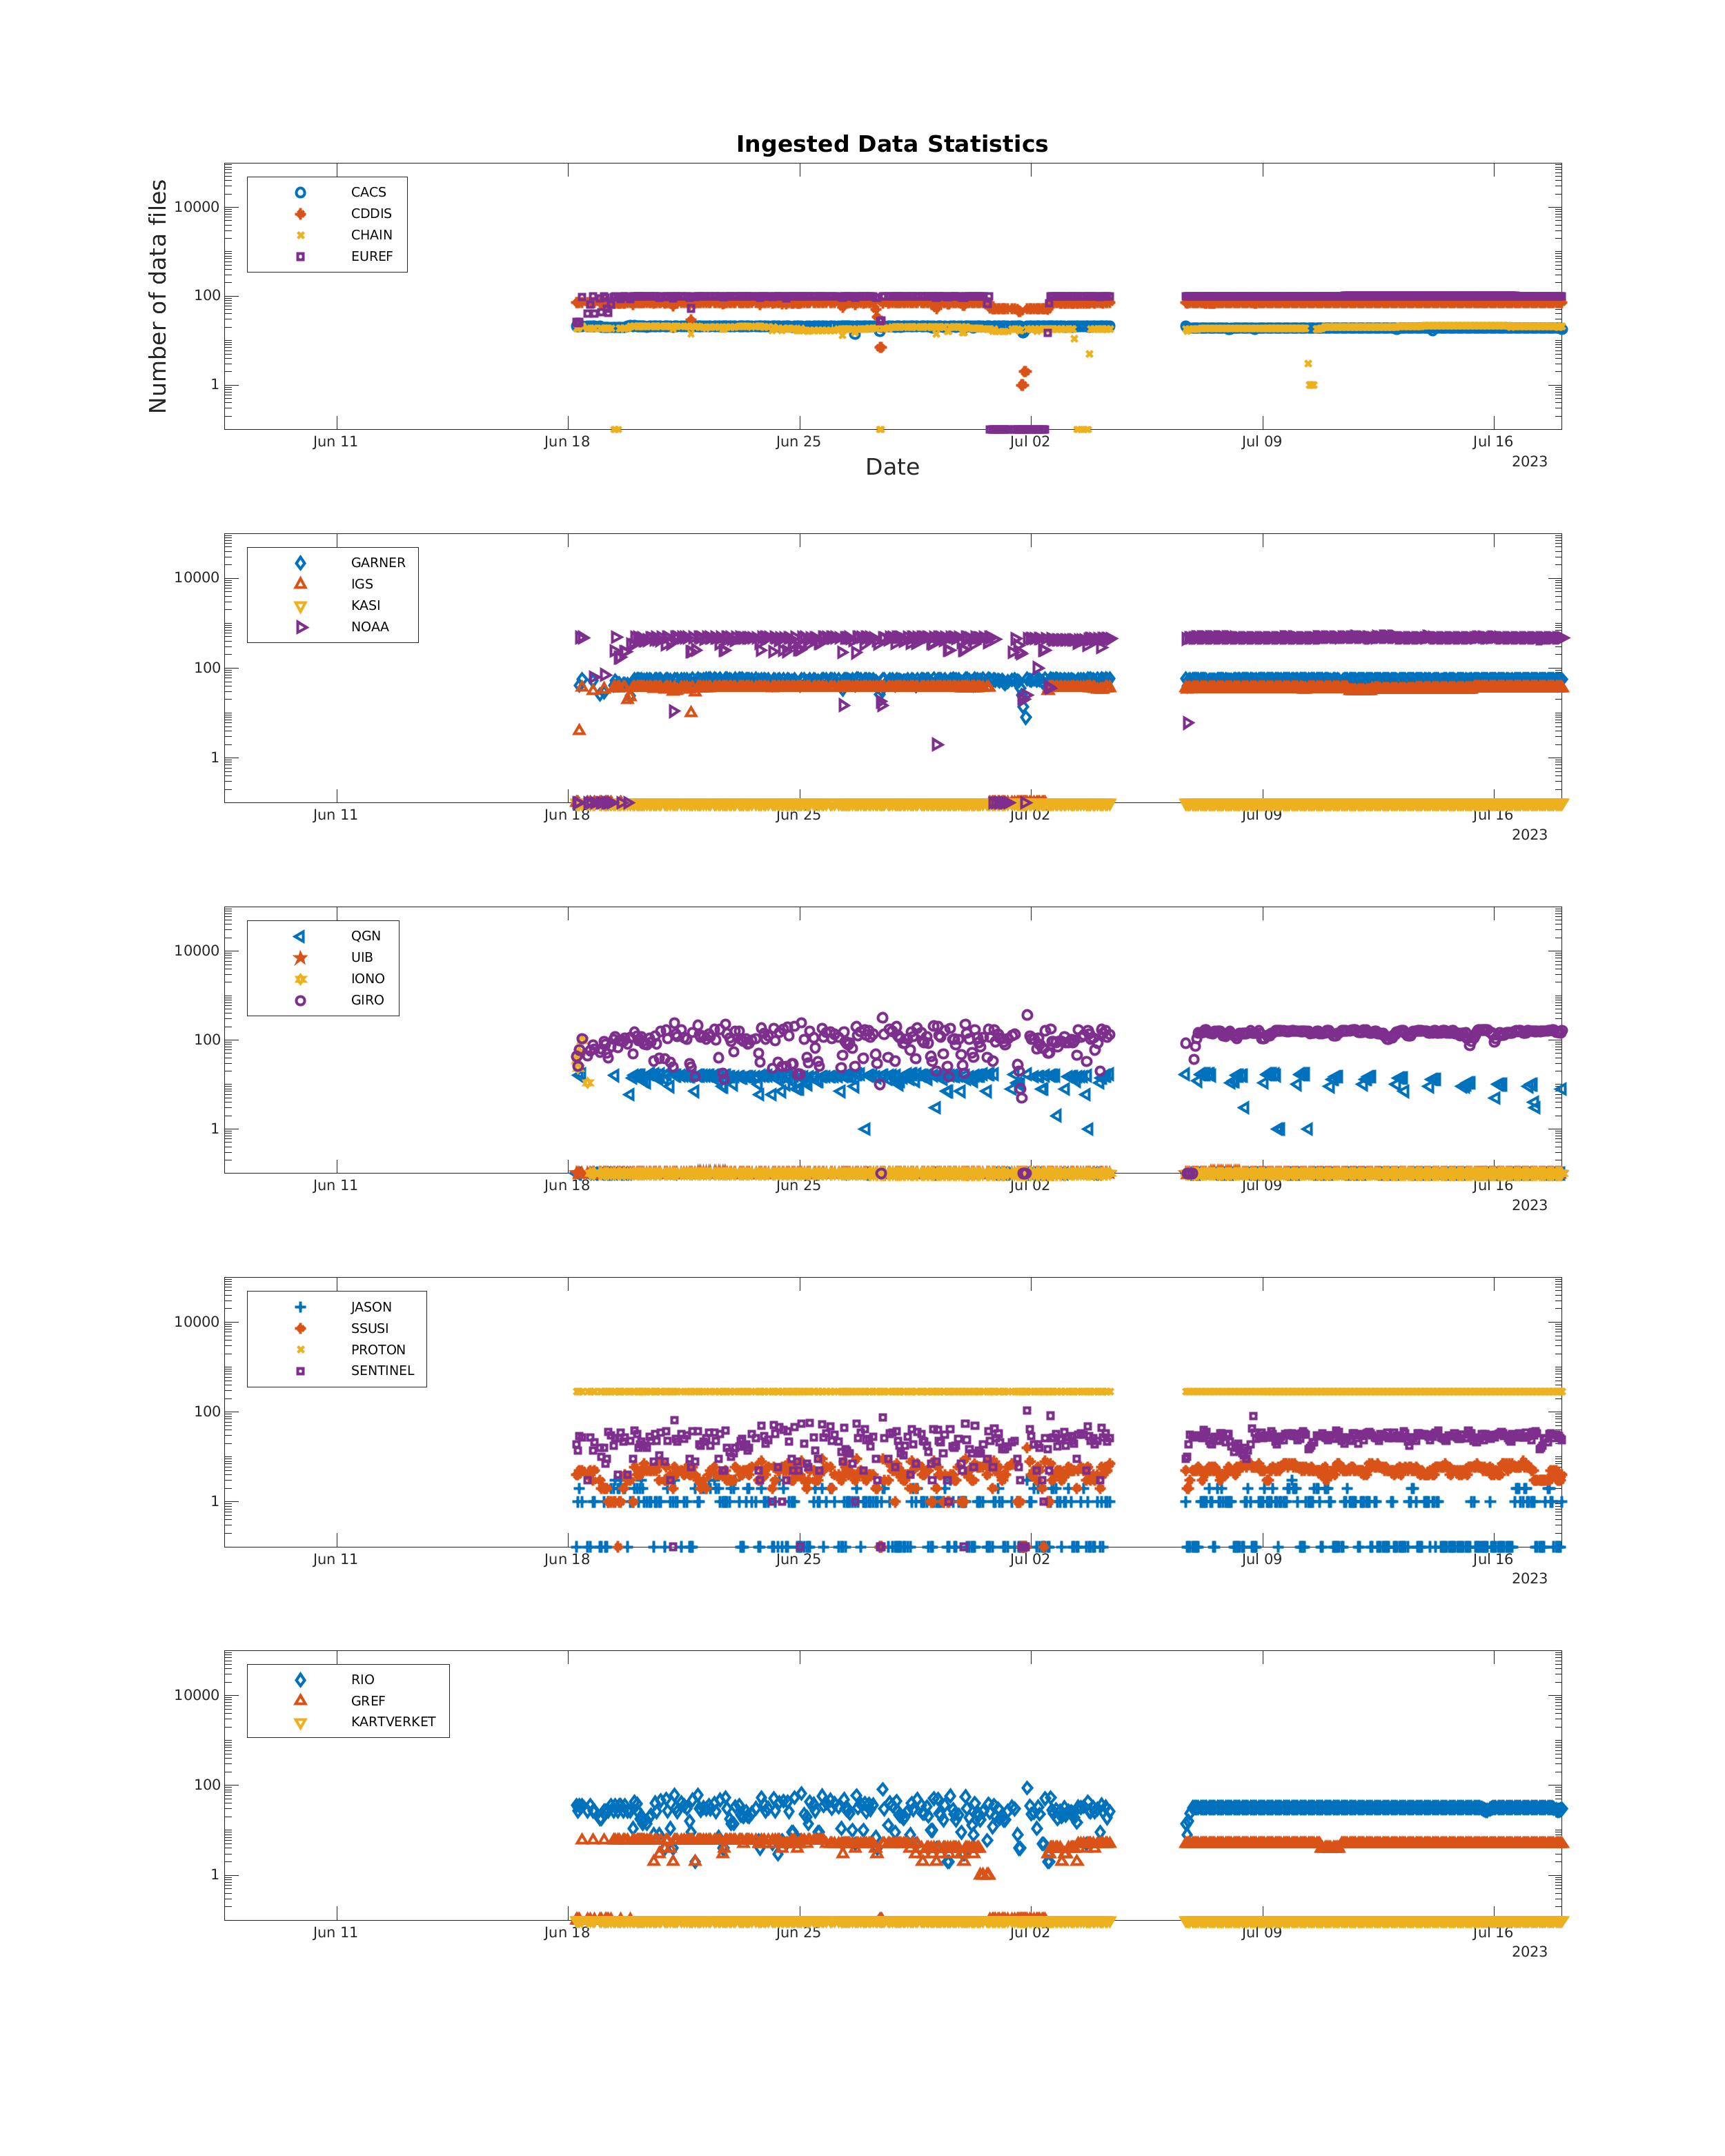 Ingested Data Statistics
Number of data files
CACS
CDDIS
CHAIN
EUREF
10000
100
1
Jun 11 Jun 18 Jun 25 Jul 02 Jul 09 Jul 16
2023
Date
GARNER
IGS
KASI
NOAA
10000
100
1
Jun 11 Jun 18 Jun 25 Jul 02 Jul 09 Jul 16
2023
QGN
UIB
IONO
GIRO
10000
100
1
Jun 11 Jun 18 Jun 25 Jul 02 Jul 09 Jul 16
2023
JASON
SSUSI
PROTON
SENTINEL
10000
100
1
Jun 11 Jun 18 Jun 25 Jul 02 Jul 09 Jul 16
2023
RIO
GREF
KARTVERKET
10000
100
1
Jun 11 Jun 18 Jun 25 Jul 02 Jul 09 Jul 16
2023